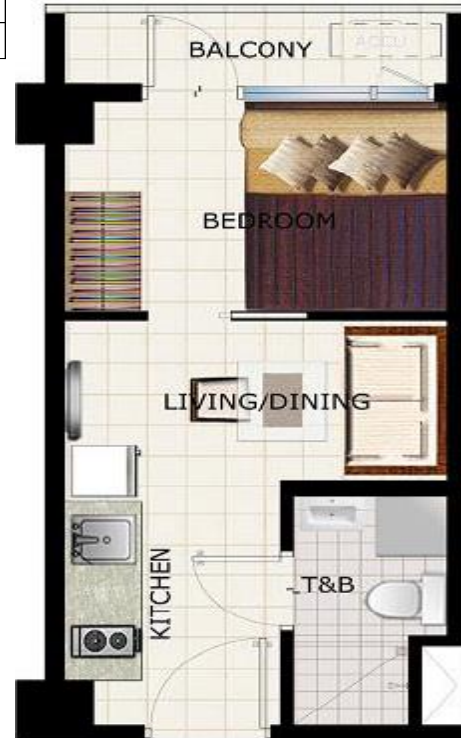 BALCONY
ACCU
BEDROOM
LIVING/DINING
KITCHEN
T&B